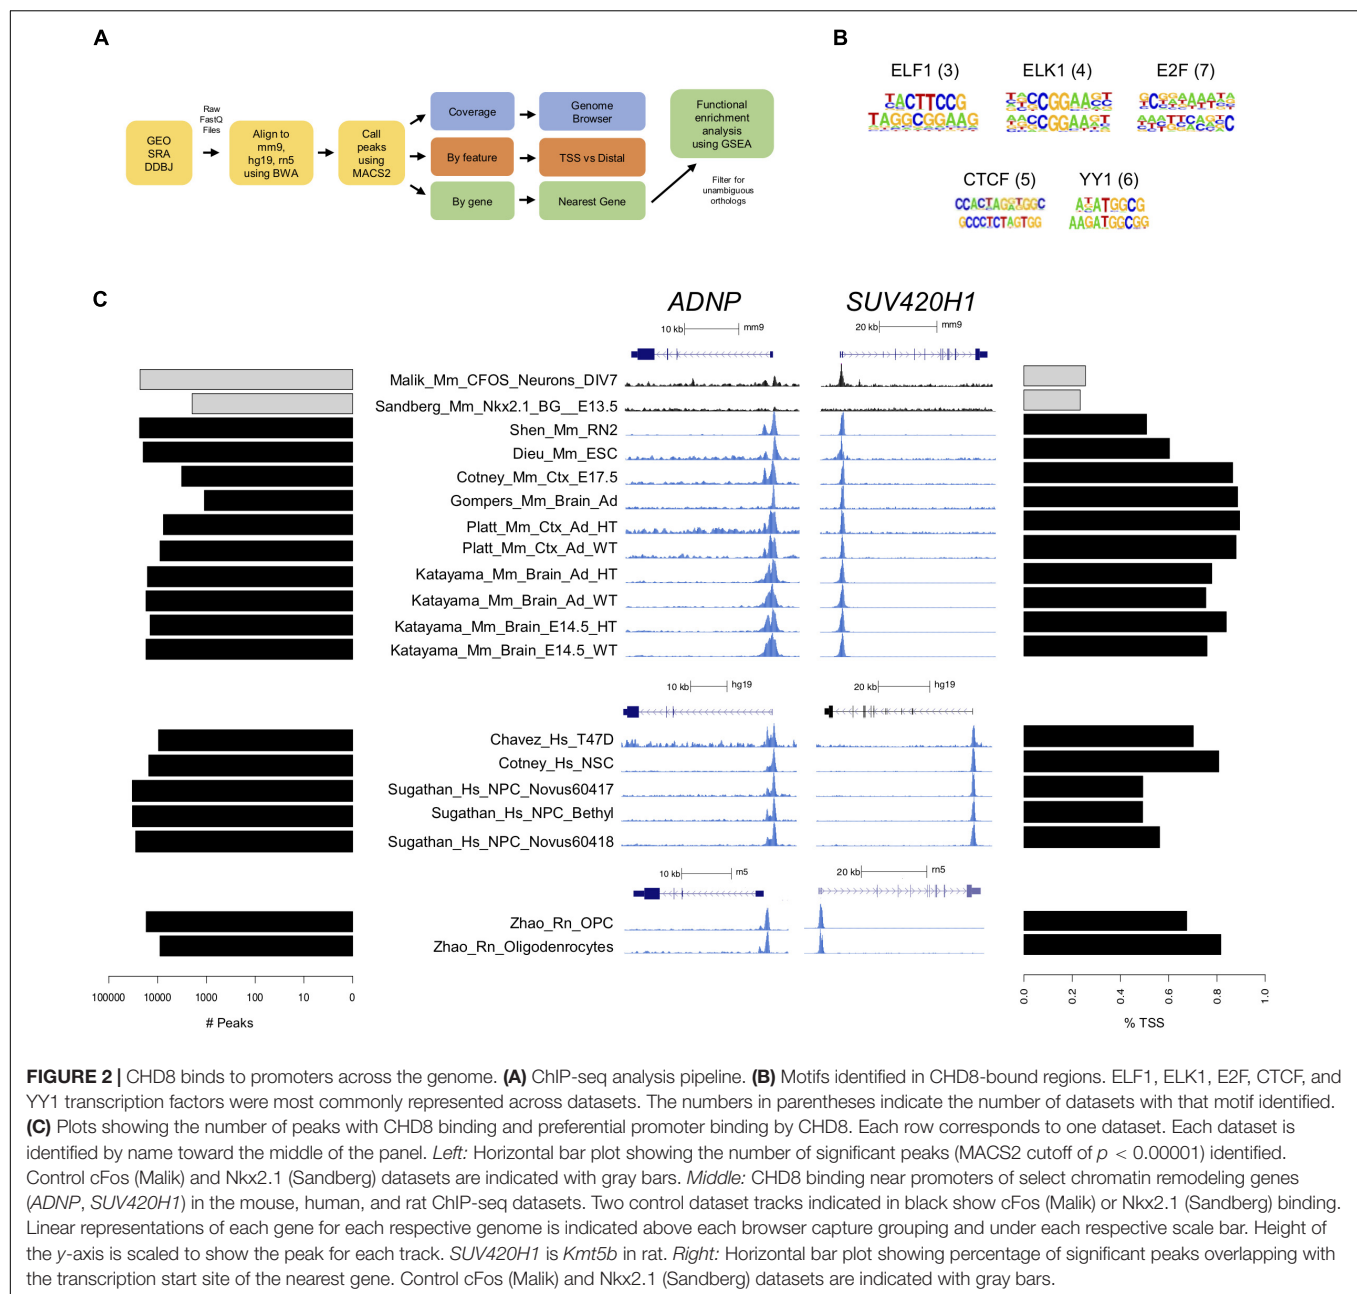 A
Raw
FastQ
Files
GEO
SRA
DDBJ
Align to
mm9,
hg19, rn5
using BWA
Call
peaks
using
MACS2
Coverage
Genome
Browser
By feature
TSS vs Distal
By gene
Nearest Gene
Functional
enrichment
analysis
using GSEA
Filter for
unambiguous
orthologs
B
ELF1 (3)
ELK1 (4)
E2F (7)
CTCF (5)
YY1 (6)
C
ADNP
SUV420H1
10 kb
mm9
20 kb
mm9
Malik_Mm_CFOS_Neurons_DIV7
Sandberg_Mm_Nkx2.1_BG__E13.5
Shen_Mm_RN2
Dieu_Mm_ESC
Cotney_Mm_Ctx_E17.5
Gompers_Mm_Brain_Ad
Platt_Mm_Ctx_Ad_HT
Platt_Mm_Ctx_Ad_WT
Katayama_Mm_Brain_Ad_HT
Katayama_Mm_Brain_Ad_WT
Katayama_Mm_Brain_E14.5_HT
Katayama_Mm_Brain_E14.5_WT
10 kb
hg19
20 kb
hg19
Chavez_Hs_T47D
Cotney_Hs_NSC
Sugathan_Hs_NPC_Novus60417
Sugathan_Hs_NPC_Bethyl
Sugathan_Hs_NPC_Novus60418
10 kb
rn5
20 kb
rn5
Zhao_Rn_OPC
Zhao_Rn_Oligodenrocytes
100000 10000 1000 100 10 0
# Peaks
0.0 0.2 0.4 0.6 0.8 1.0
% TSS
FIGURE 2 | CHD8 binds to promoters across the genome. (A) ChIP-seq analysis pipeline. (B) Motifs identified in CHD8-bound regions. ELF1, ELK1, E2F, CTCF, and
YY1 transcription factors were most commonly represented across datasets. The numbers in parentheses indicate the number of datasets with that motif identified.
(C) Plots showing the number of peaks with CHD8 binding and preferential promoter binding by CHD8. Each row corresponds to one dataset. Each dataset is
identified by name toward the middle of the panel. Left: Horizontal bar plot showing the number of significant peaks (MACS2 cutoff of p < 0.00001) identified.
Control cFos (Malik) and Nkx2.1 (Sandberg) datasets are indicated with gray bars. Middle: CHD8 binding near promoters of select chromatin remodeling genes
(ADNP, SUV420H1) in the mouse, human, and rat ChIP-seq datasets. Two control dataset tracks indicated in black show cFos (Malik) or Nkx2.1 (Sandberg) binding.
Linear representations of each gene for each respective genome is indicated above each browser capture grouping and under each respective scale bar. Height of
the y-axis is scaled to show the peak for each track. SUV420H1 is Kmt5b in rat. Right: Horizontal bar plot showing percentage of significant peaks overlapping with
the transcription start site of the nearest gene. Control cFos (Malik) and Nkx2.1 (Sandberg) datasets are indicated with gray bars.